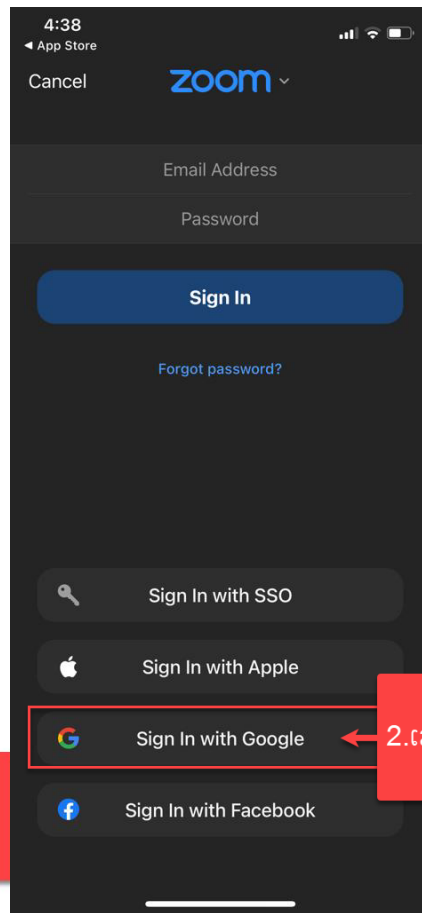 4:38
App Store
Cancel
zoom
Email Address
Password
Sign In
Forgot password?
Sign In with SSO
Sign In with Apple
Sign In with Google
2.
Sign In with Facebook